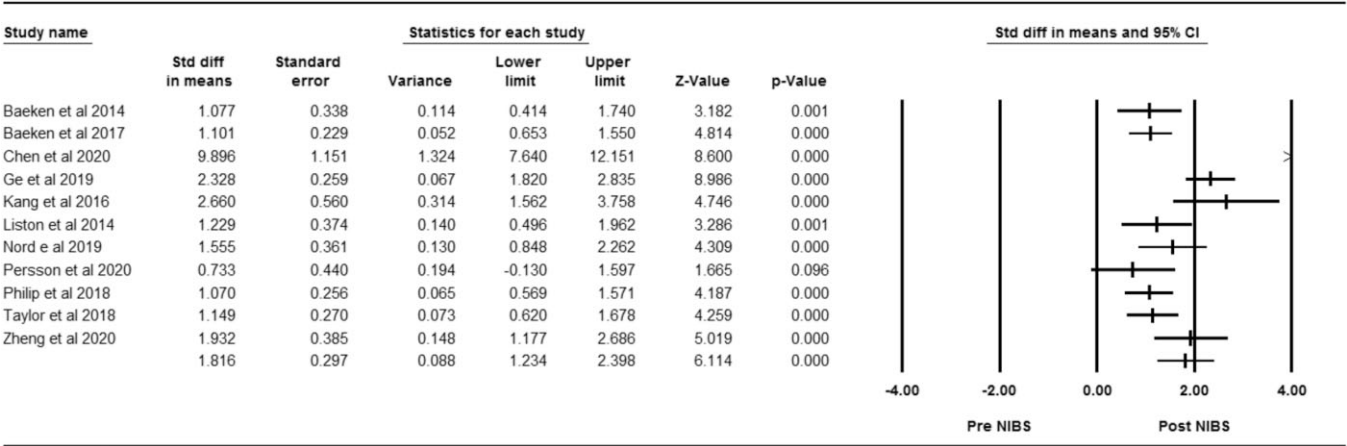 Study name Statistics for each study Std diff in means and 95% CI
Std diff Standard Lower Upper
in means error Variance limit limit Z-Value p-Value
Baeken et al 2014 1.077 0.338 0.114 0.414 1.740 3.182 0.001
Baeken et al 2017 1.101 0.229 0.052 0.653 1.550 4.814 0.000
Chen et al 2020 9.896 1.151 1.324 7.640 12.151 8.600 0.000
Ge et al 2019 2.328 0.259 0.067 1.820 2.835 8.986 0.000
Kang et al 2016 2.660 0.560 0.314 1.562 3.758 4.746 0.000
Liston et al 2014 1.229 0.374 0.140 0.496 1.962 3.286 0.001
Nord e al 2019 1.555 0.361 0.130 0.848 2.262 4.309 0.000
Persson et al 2020 0.733 0.440 0.194 -0.130 1.597 1.665 0.096
Philip et al 2018 1.070 0.256 0.065 0.569 1.571 4.187 0.000
Taylor et al 2018 1.149 0.270 0.073 0.620 1.678 4.259 0.000
Zheng et al 2020 1.932 0.385 0.148 1.177 2.686 5.019 0.000
1.816 0.297 0.088 1.234 2.398 6.114 0.000
-4.00 -2.00 0.00 2.00 4.00
Pre NIBS Post NIBS